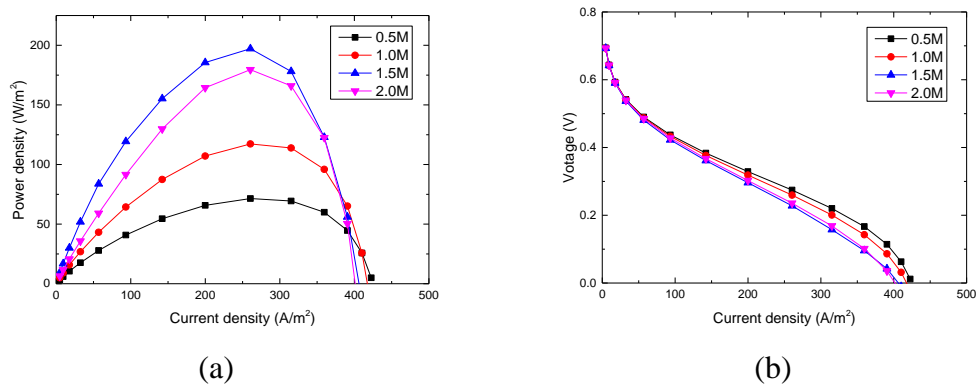 200
150
100
50
0
Power density (W/m²)
0 100 200 300 400 500
Current density (A/m²)
0.5M
1.0M
1.5M
2.0M
(a)
0.8
0.6
0.4
0.2
0.0
Votage (V)
0 100 200 300 400 500
Current density (A/m²)
0.5M
1.0M
1.5M
2.0M
(b)